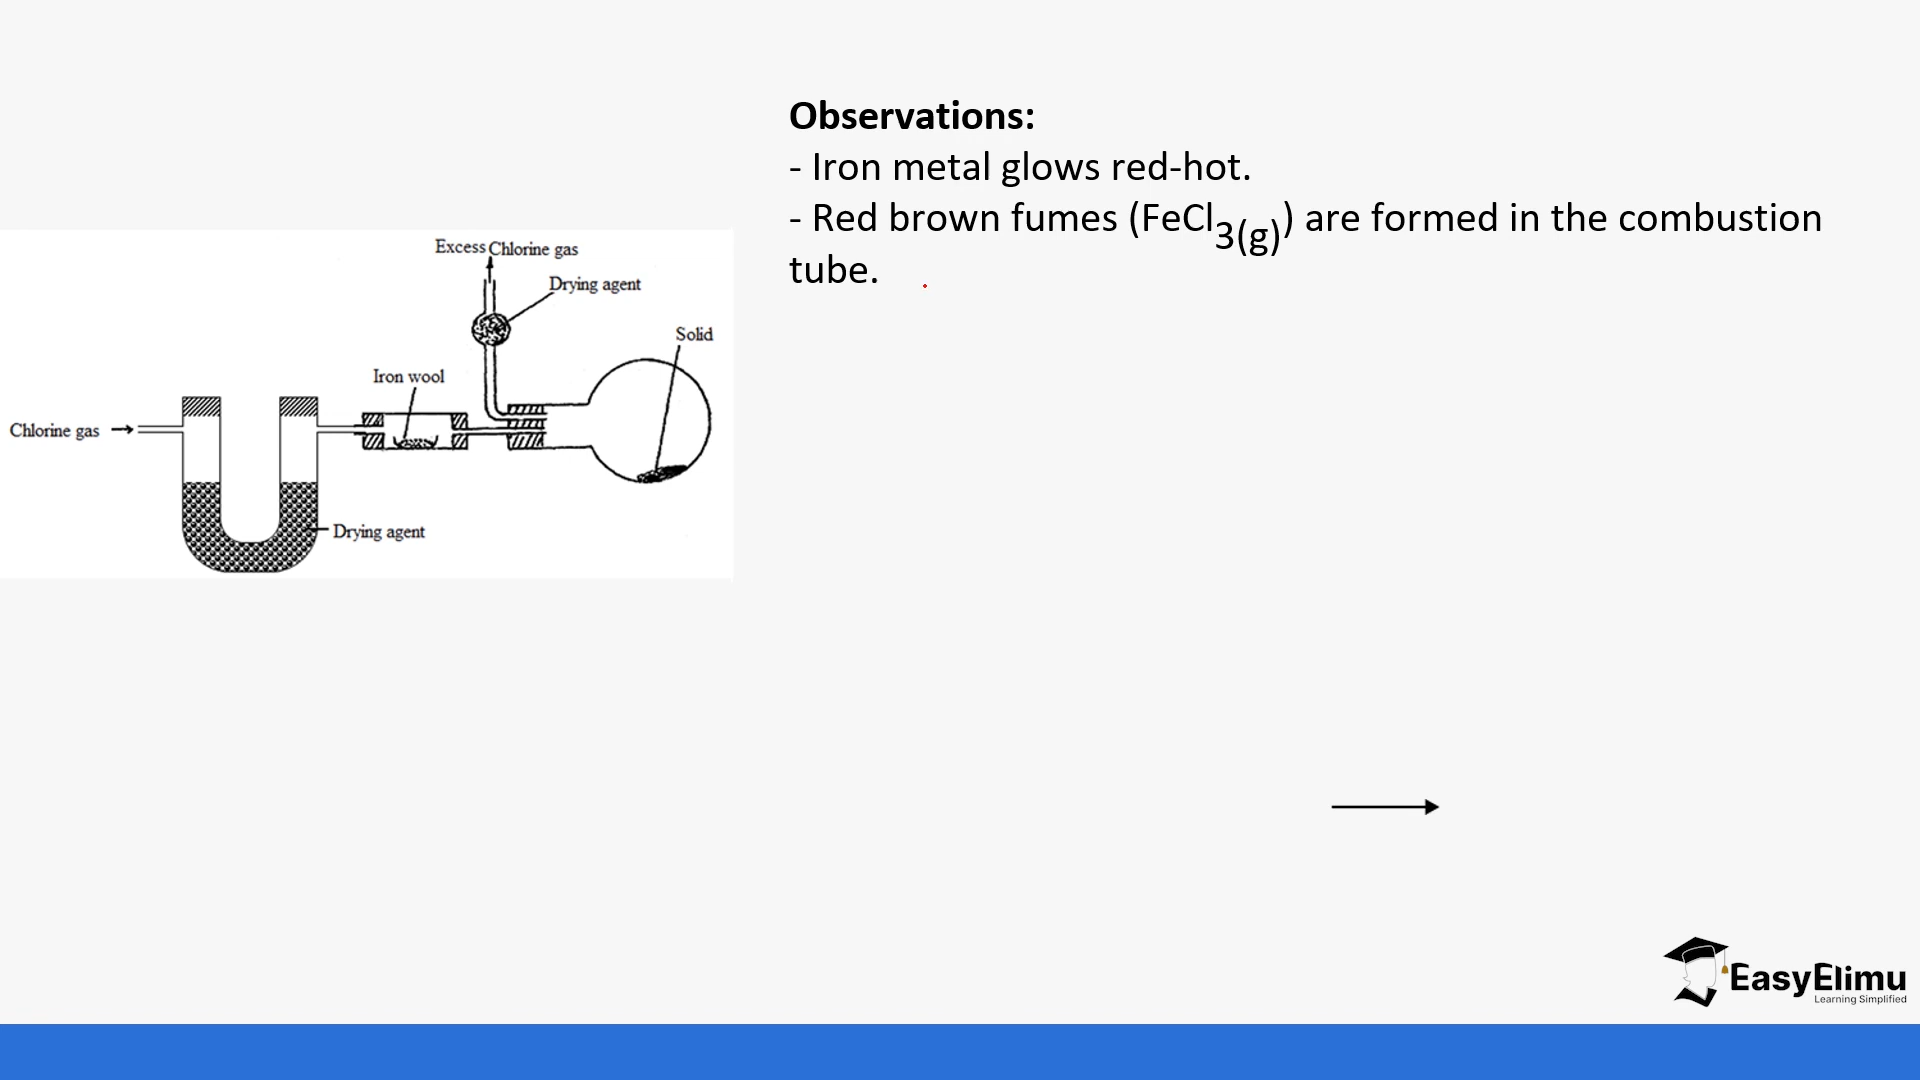 Observations:
- Iron metal glows red-hot.
- Red brown fumes (FeCl3(g)) are formed in the combustion
tube.
Excess Chlorine gas
Drying agent
Solid
Iron wool
Chlorine gas
Drying agent
EasyElimu
Learning Simplified